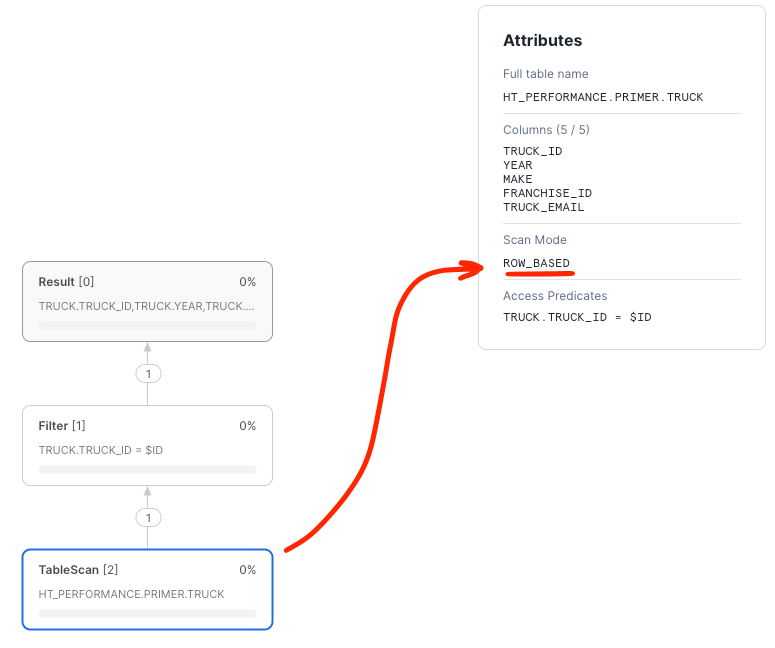 Attributes
Full table name
HT_PERFORMANCE.PRIMER.TRUCK
Columns (5 / 5)
TRUCK_ID
YEAR
MAKE
FRANCHISE_ID
TRUCK_EMAIL
Scan Mode
ROW_BASED
Access Predicates
TRUCK.TRUCK_ID = $ID
Result [0] 0%
TRUCK.TRUCK_ID,TRUCK.YEAR,TRUCK....
1
Filter [1] 0%
TRUCK.TRUCK_ID = $ID
1
TableScan [2] 0%
HT_PERFORMANCE.PRIMER.TRUCK